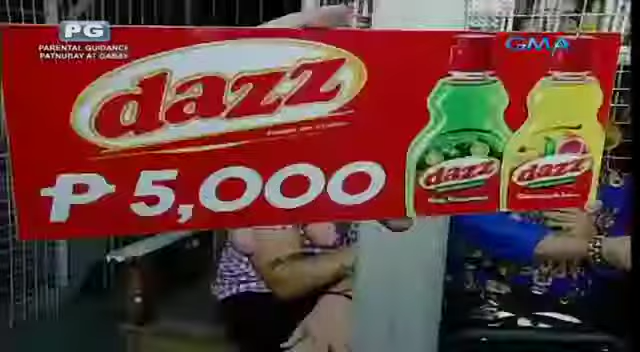 PG
PARENTAL GUIDANCE
PATNUBAY AT GABAY
GMA
dazz
₱ 5,000
dazz
dazz